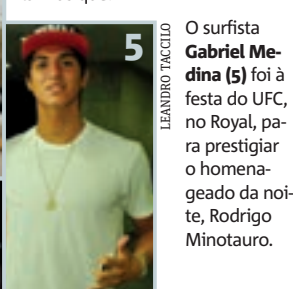 5
LEANDRO TACCILO
O surfista
Gabriel Me-
dina (5) foi à
festa do UFC,
no Royal, pa-
ra prestigiar
o homena-
geado da noi-
te, Rodrigo
Minotauro.